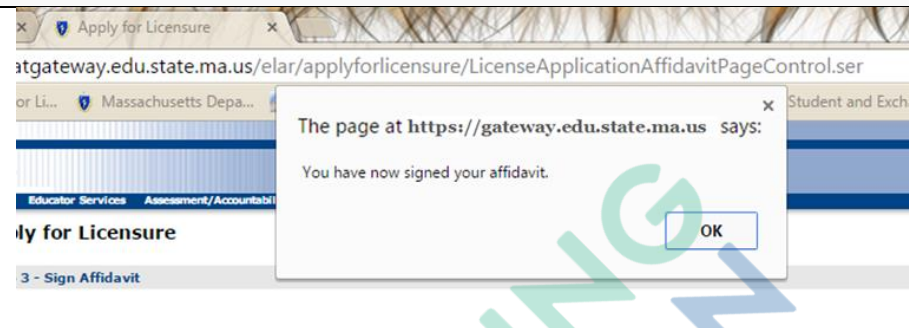 Apply for Licensure
atgateway.edu.state.ma.us/elar/applyforlicensure/LicenseApplicationAffidavitPageControl.ser
or Li... Massachusetts Depa... Student and Exch
The page at https://gateway.edu.state.ma.us says:
You have now signed your affidavit.
OK
Educator Services Assessment/Accountabil
ly for Licensure
3 - Sign Affidavit